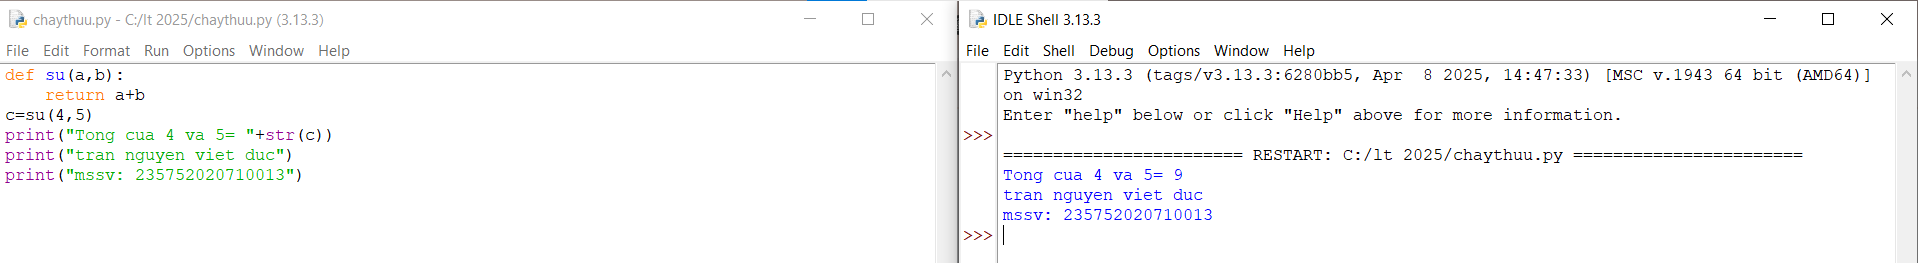 chaythuu.py - C:/lt 2025/chaythuu.py (3.13.3)
File Edit Format Run Options Window Help
def su(a,b):
    return a+b
c=su(4,5)
print("Tong cua 4 va 5= "+str(c))
print("tran nguyen viet duc")
print("mssv: 235752020710013")
IDLE Shell 3.13.3
File Edit Shell Debug Options Window Help
Python 3.13.3 (tags/v3.13.3:6280bb5, Apr  8 2025, 14:47:33) [MSC v.1943 64 bit (AMD64)]
on win32
Enter "help" below or click "Help" above for more information.
>>>
======================== RESTART: C:/lt 2025/chaythuu.py =======================
Tong cua 4 va 5= 9
tran nguyen viet duc
mssv: 235752020710013
>>>